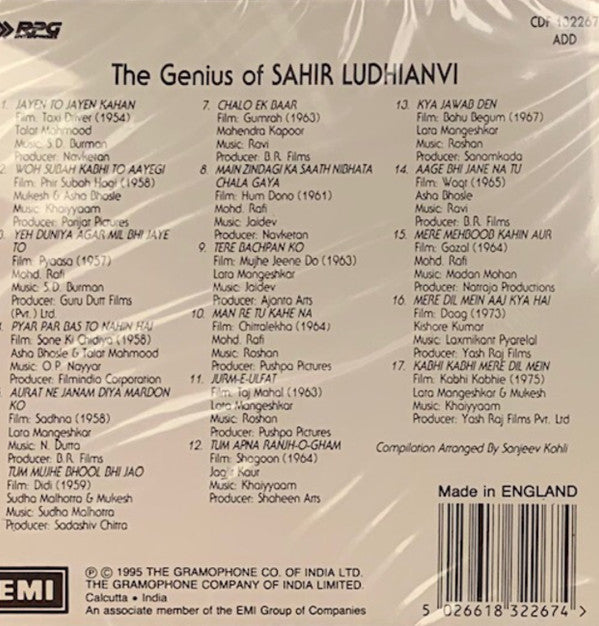 RPG
ENTERPRISES
CDF 132267
ADD
The Genius of SAHIR LUDHIANVI
1. JAYEN TO JAYEN KAHAN
Film: Taxi Driver (1954)
Talat Mahmood
Music: S.D. Burman
Producer: Navketan
2. WOH SUBAH KABHI TO AAYEGI
Film: Phir Subah Hogi (1958)
Mukesh & Asha Bhosle
Music: Khaiyyaam
Producer: Parijat Pictures
3. YEH DUNIYA AGAR MIL BHI JAYE
TO
Film: Pyaasa (1957)
Mohd. Rafi
Music: S.D. Burman
Producer: Guru Dutt Films
(Pvt.) Ltd.
PYAR PAR BAS TO NAHIN HAI
Film: Sone Ki Chidiya (1958)
Asha Bhosle & Talat Mahmood
Music: O.P. Nayyar
Producer: Filmindia Corporation
AURAT NE JANAM DIYA MARDON
KO
Film: Sadhna (1958)
Lata Mangeshkar
Music: N. Dutta
Producer: B.R. Films
TUM MUJHE BHOOL BHI JAO
Film: Didi (1959)
Sudha Malhotra & Mukesh
Music: Sudha Malhotra
Producer: Sadashiv Chitra
7. CHALO EK BAAR
Film: Gumrah (1963)
Mahendra Kapoor
Music: Ravi
Producer: B.R. Films
8. MAIN ZINDAGI KA SAATH NIBHATA
CHALA GAYA
Film: Hum Dono (1961)
Mohd. Rafi
Music: Jaidev
Producer: Navketan
9. TERE BACHPAN KO
Film: Mujhe Jeene Do (1963)
Lata Mangeshkar
Music: Jaidev
Producer: Ajanta Arts
10. MAN RE TU KAHE NA
Film: Chitralekha (1964)
Mohd. Rafi
Music: Roshan
Producer: Pushpa Pictures
11. JURM-E-ULFAT
Film: Taj Mahal (1963)
Lata Mangeshkar
Music: Roshan
Producer: Pushpa Pictures
12. TUM APNA RANJH-O-GHAM
Film: Shagoon (1964)
Jagjit Kaur
Music: Khaiyyaam
Producer: Shaheen Arts
13. KYA JAWAB DEN
Film: Bahu Begum (1967)
Lata Mangeshkar
Music: Roshan
Producer: Sanamkada
14. AAGE BHI JANE NA TU
Film: Waqt (1965)
Asha Bhosle
Music: Ravi
Producer: B.R. Films
15. MERE MEHBOOB KAHIN AUR
Film: Gazal (1964)
Mohd. Rafi
Music: Madan Mohan
Producer: Natraja Productions
16. MERE DIL MEIN AAJ KYA HAI
Film: Daag (1973)
Kishore Kumar
Music: Laxmikant Pyarelal
Producer: Yash Raj Films
17. KABHI KABHI MERE DIL MEIN
Film: Kabhi Kabhie (1975)
Lata Mangeshkar & Mukesh
Music: Khaiyyaam
Producer: Yash Raj Films Pvt. Ltd
Compilation Arranged By Sanjeev Kohli
Made in ENGLAND
5 026618 322674 >
EMI
℗ © 1995 THE GRAMOPHONE CO. OF INDIA LTD.
THE GRAMOPHONE COMPANY OF INDIA LIMITED.
Calcutta • India
An associate member of the EMI Group of Companies